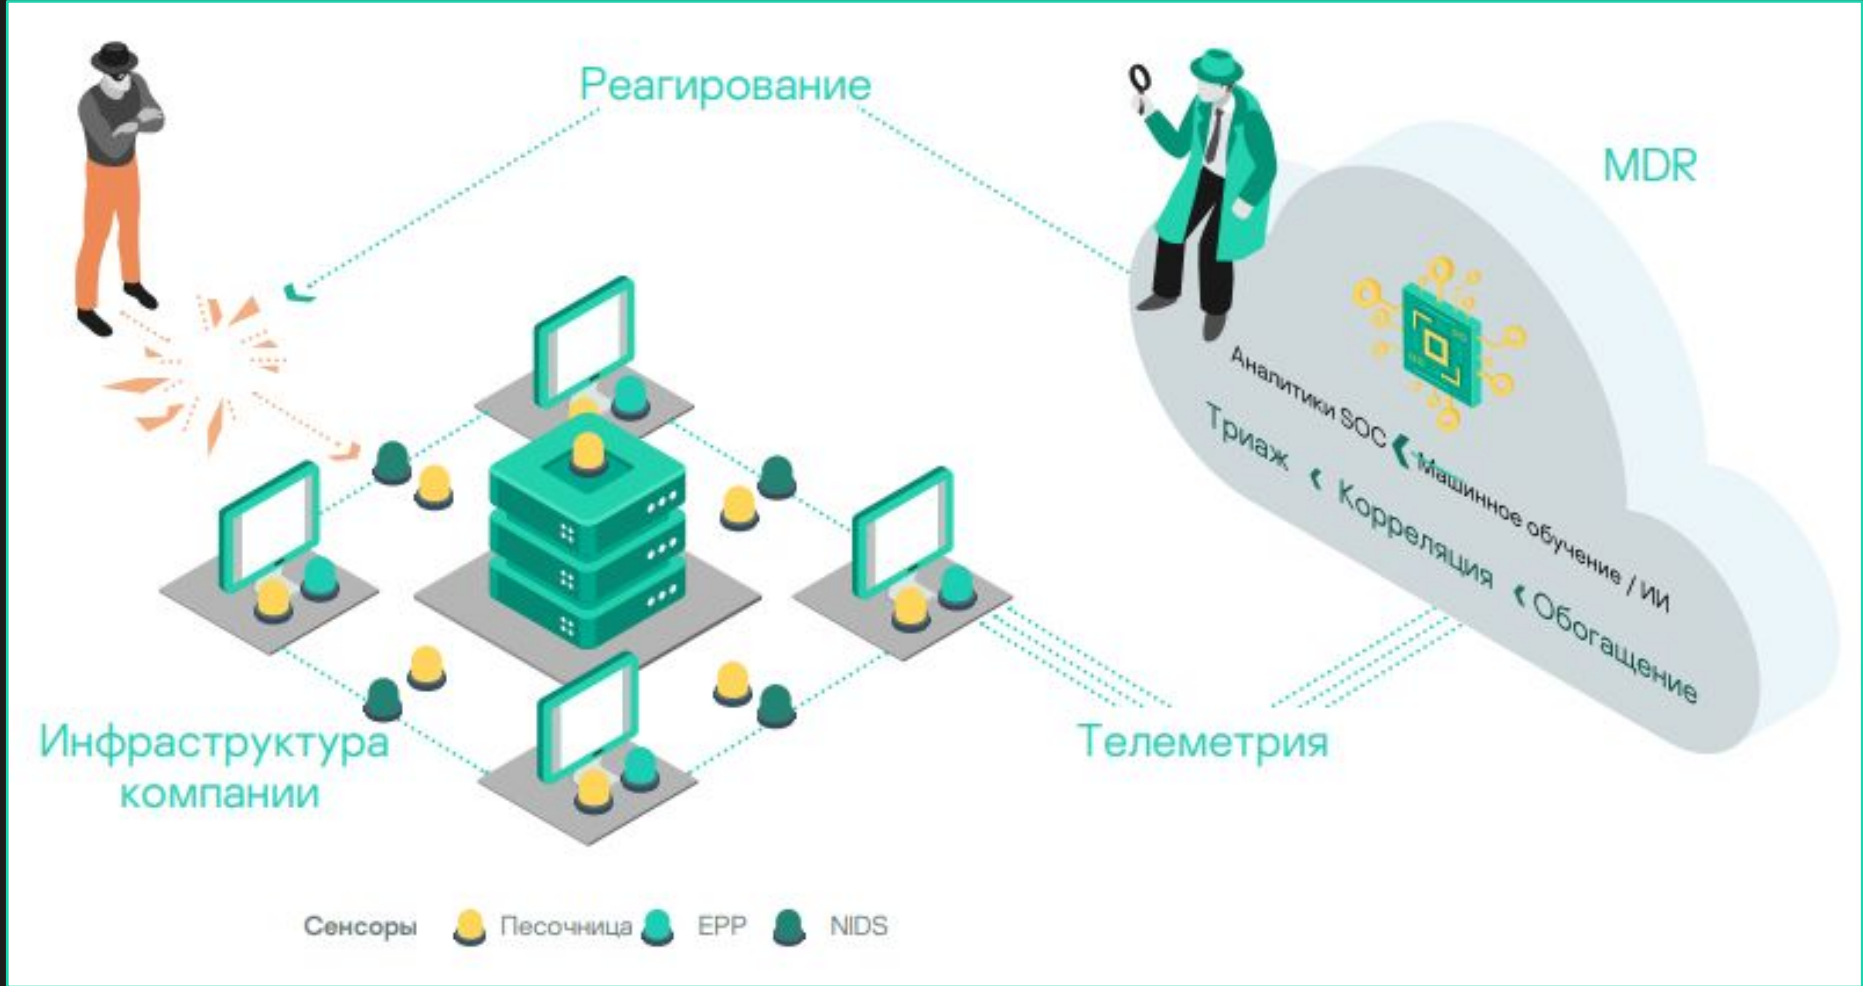 Реагирование
MDR
Аналитики SOC
Машинное обучение / ИИ
Триаж
Корреляция
Обогащение
Инфраструктура
компании
Телеметрия
Сенсоры Песочница EPP NIDS